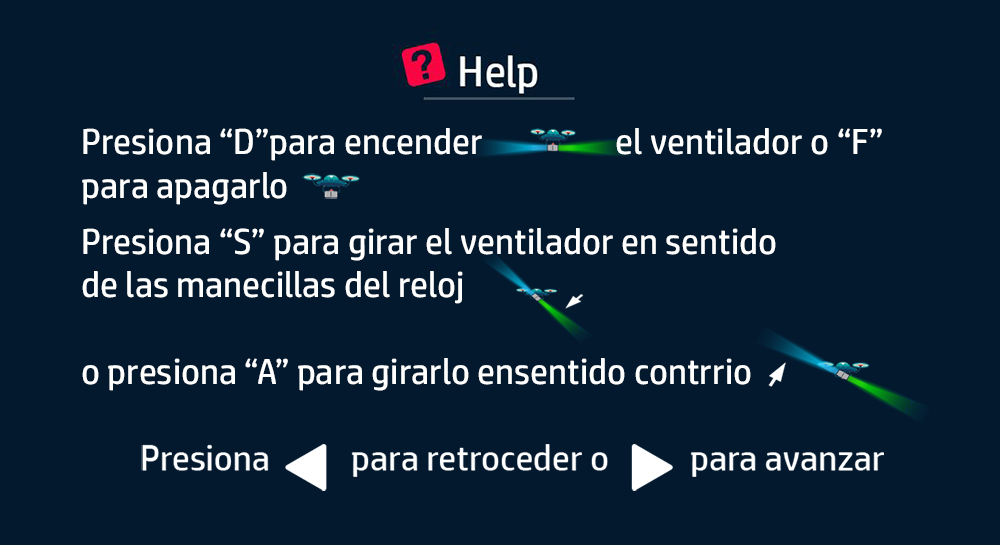 ? Help
Presiona “D”para encender el ventilador o “F”
para apagarlo
Presiona “S” para girar el ventilador en sentido
de las manecillas del reloj
o presiona “A” para girarlo ensentido contrrio
Presiona para retroceder o para avanzar